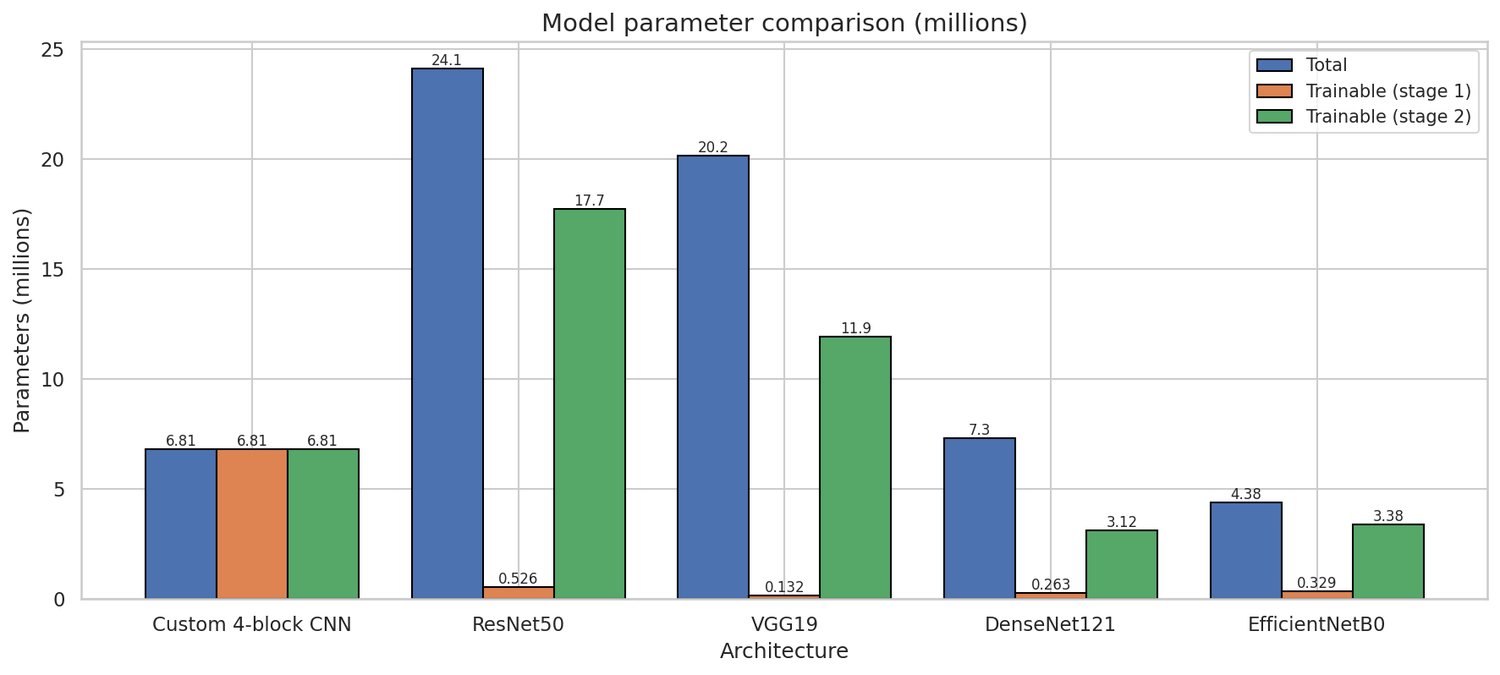 Model parameter comparison (millions)
Total
Trainable (stage 1)
Trainable (stage 2)
Parameters (millions)
25
20
15
10
5
0
6.81 6.81 6.81
24.1 0.526 17.7
20.2 0.132 11.9
7.3 0.263 3.12
4.38 0.329 3.38
Custom 4-block CNN ResNet50 VGG19 DenseNet121 EfficientNetB0
Architecture